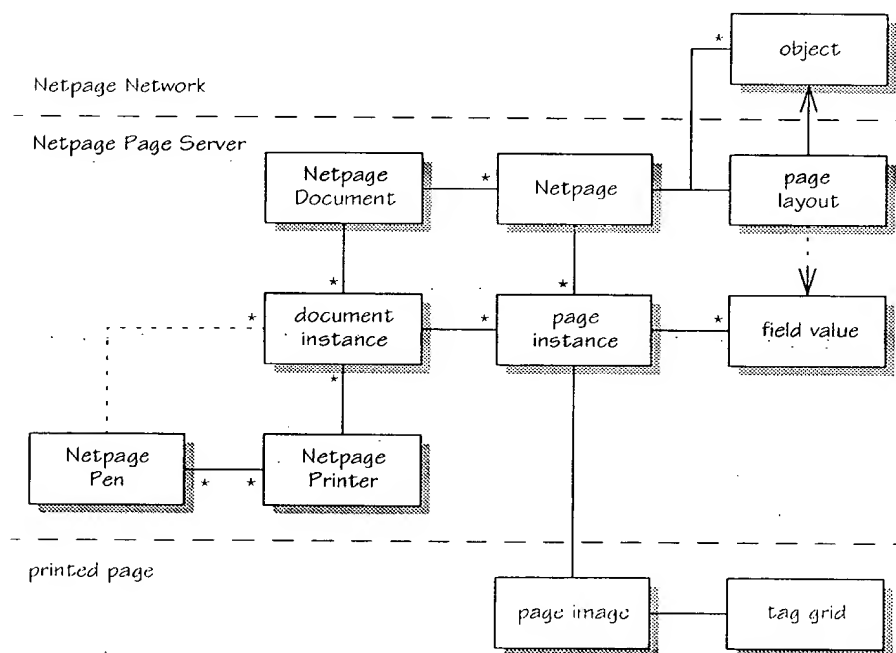 *
object
Netpage Network
Netpage Page Server
Netpage
Document
*
Netpage
page
layout
*
*
*
document
instance
*
page
instance
*
field value
*
Netpage
Pen
*
*
Netpage
Printer
printed page
page image
tag grid